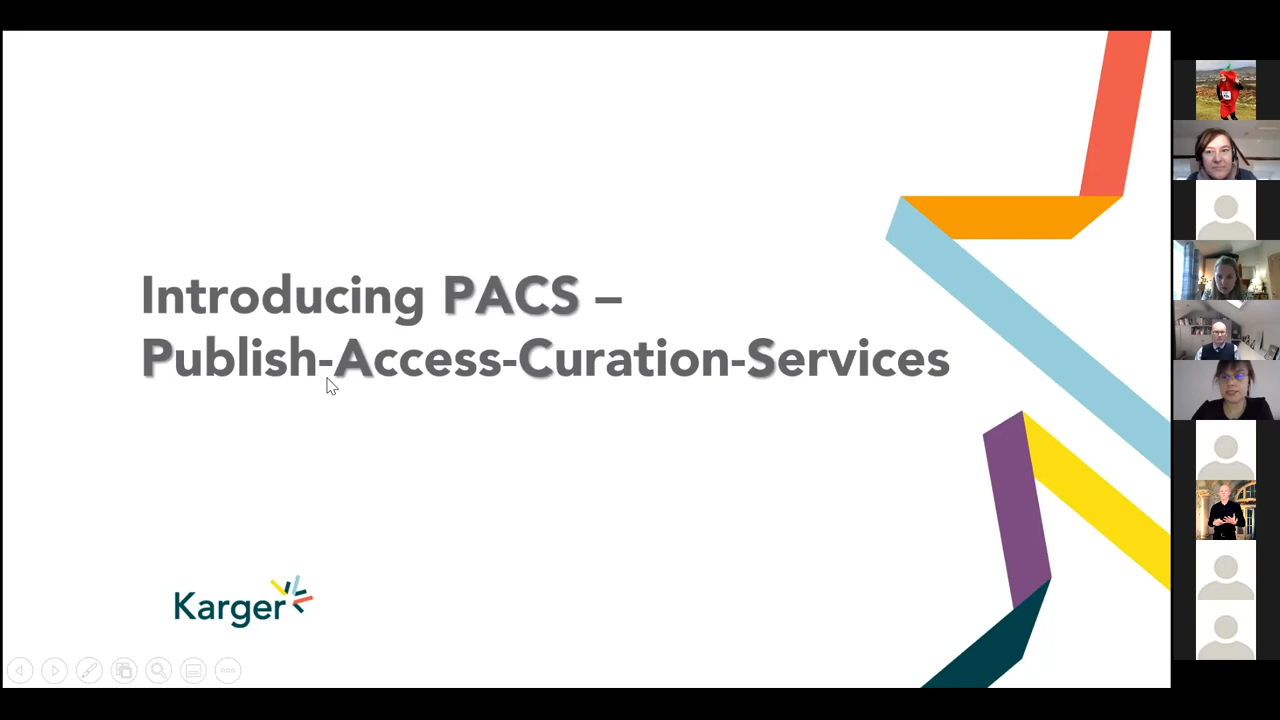 Introducing PACS –
Publish-Access-Curation-Services
Karger